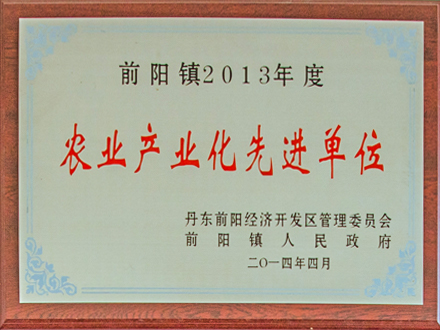 前阳镇2013年度
农业产业化先进单位
丹东前阳经济开发区管理委员会
前阳镇人民政府
二〇一四年四月